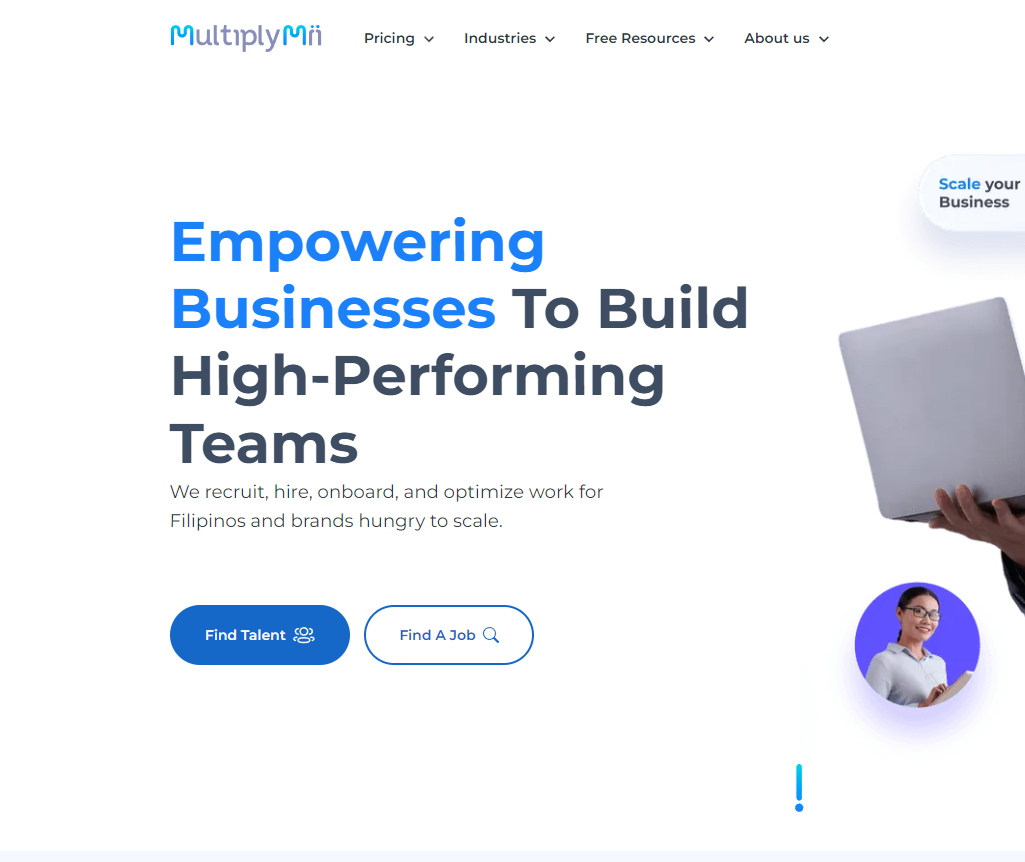 MultiplyMii
Pricing
Industries
Free Resources
About us
Scale your
Business
Empowering
Businesses To Build
High-Performing
Teams
We recruit, hire, onboard, and optimize work for
Filipinos and brands hungry to scale.
Find Talent
Find A Job